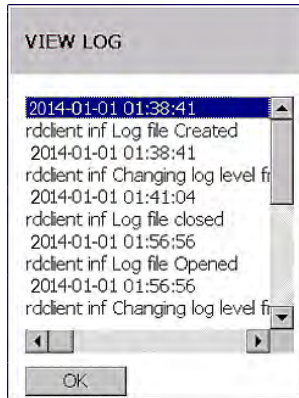 VIEW LOG
2014-01-01 01:38:41
rdclient inf Log file Created
2014-01-01 01:38:41
rdclient inf Changing log level fr
2014-01-01 01:41:04
rdclient inf Log file closed
2014-01-01 01:56:56
rdclient inf Log file Opened
2014-01-01 01:56:56
rdclient inf Changing log level fr
OK